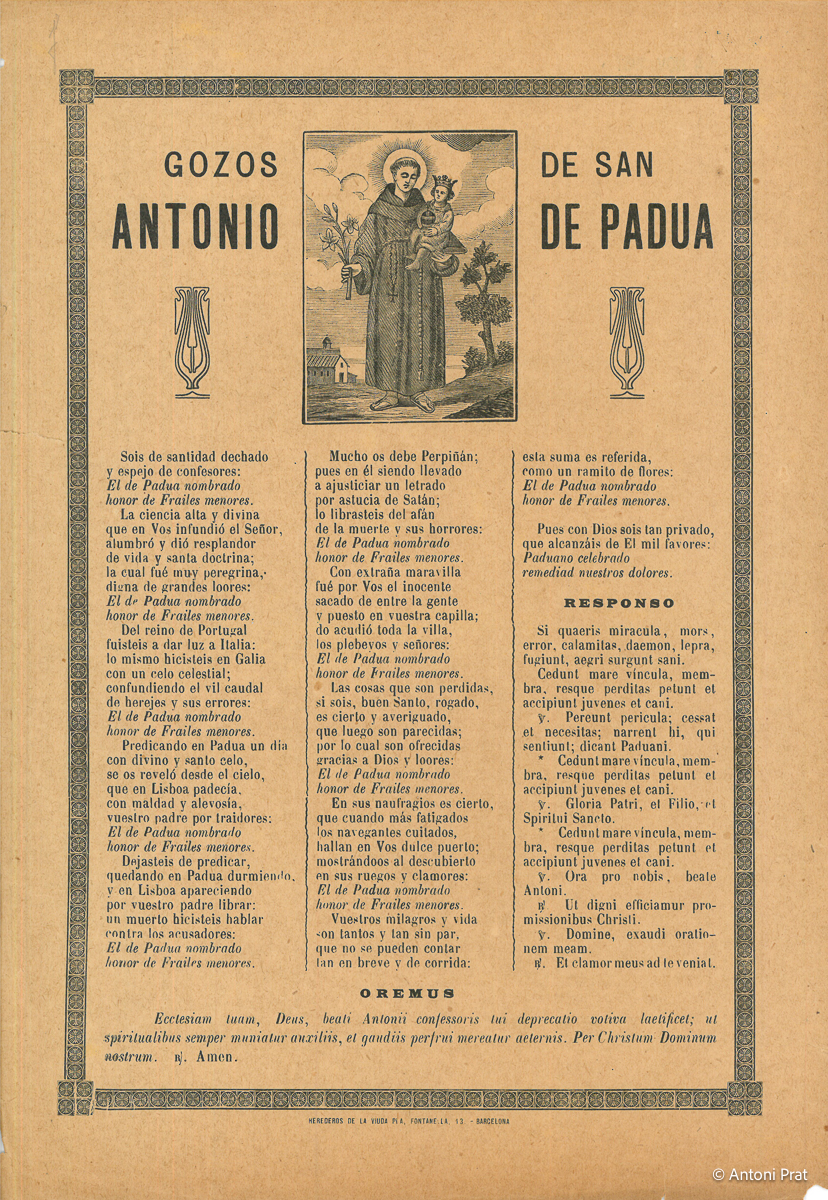 GOZOS DE SAN
ANTONIO DE PADUA
Sois de santidad dechado
y espejo de confesores:
El de Padua nombrado
honor de Frailes menores.
La ciencia alta y divina
que en Vos infundió el Señor,
alumbró y dió resplandor
de vida y santa doctrina;
la cual fué muy peregrina,
digna de grandes loores:
El de Padua nombrado
honor de Frailes menores.
Del reino de Portugal
fuisteis a dar luz a Italia:
lo mismo hicisteis en Galia
con un celo celestial;
confundiendo el vil caudal
de herejes y sus errores:
El de Padua nombrado
honor de Frailes menores.
Predicando en Padua un día
con divino y santo celo,
se os reveló desde el cielo,
que en Lisboa padecía,
con maldad y alevosía,
vuestro padre por traidores:
El de Padua nombrado
honor de Frailes menores.
Dejasteis de predicar,
quedando en Padua durmiendo,
y en Lisboa apareciendo
por vuestro padre librar:
un muerto hicisteis hablar
contra los acusadores:
El de Padua nombrado
honor de Frailes menores.
Mucho os debe Perpiñán;
pues en él siendo llevado
a ajusticiar un letrado
por astucia de Satán;
lo librasteis del afán
de la muerte y sus horrores:
El de Padua nombrado
honor de Frailes menores.
Con extraña maravilla
fué por Vos el inocente
sacado de entre la gente
y puesto en vuestra capilla;
do acudió toda la villa,
los plebeyos y señores:
El de Padua nombrado
honor de Frailes menores.
Las cosas que son perdidas,
si sois, buen Santo, rogado,
es cierto y averiguado,
que luego son parecidas;
por lo cual son ofrecidas
gracias a Dios y loores:
El de Padua nombrado
honor de Frailes menores.
En sus naufragios es cierto,
que cuando más fatigados
los navegantes cuitados,
hallan en Vos dulce puerto;
mostrándoos al descubierto
en sus ruegos y clamores:
El de Padua nombrado
honor de Frailes menores.
Vuestros milagros y vida
son tantos y tan sin par,
que no se pueden contar
tan en breve y de corrida:
esta suma es referida,
como un ramito de flores:
El de Padua nombrado
honor de Frailes menores.
Pues con Dios sois tan privado,
que alcanzáis de El mil favores:
Paduano celebrado
remediad nuestros dolores.
RESPONSO
Si quaeris miracula, mors,
error, calamitas, daemon, lepra,
fugiunt, aegri surgunt sani.
Cedunt mare víncula, mem-
bra, resque perditas petunt et
accipiunt juvenes et cani.
℣. Pereunt pericula; cessat
et necesitas; narrent hi, qui
sentiunt; dicant Paduani.
* Cedunt mare víncula, mem-
bra, resque perditas petunt et
accipiunt juvenes et cani.
℣. Gloria Patri, et Filio, et
Spiritui Sancto.
* Cedunt mare víncula, mem-
bra, resque perditas petunt et
accipiunt juvenes et cani.
℣. Ora pro nobis, beate
Antoni.
℟. Ut digni efficiamur pro-
missionibus Christi.
℣. Domine, exaudi oratio-
nem meam.
℟. Et clamor meus ad te veniat.
OREMUS
Ecclesiam tuam, Deus, beati Antonii confessoris tui deprecatio votiva laetificet; ut
spiritualibus semper muniatur auxiliis, et gaudiis perfrui mereatur aeternis. Per Christum Dominum
nostrum. ℟. Amen.
HEREDEROS DE LA VIUDA PLA, FONTANELLA, 13. - BARCELONA
© Antoni Prat